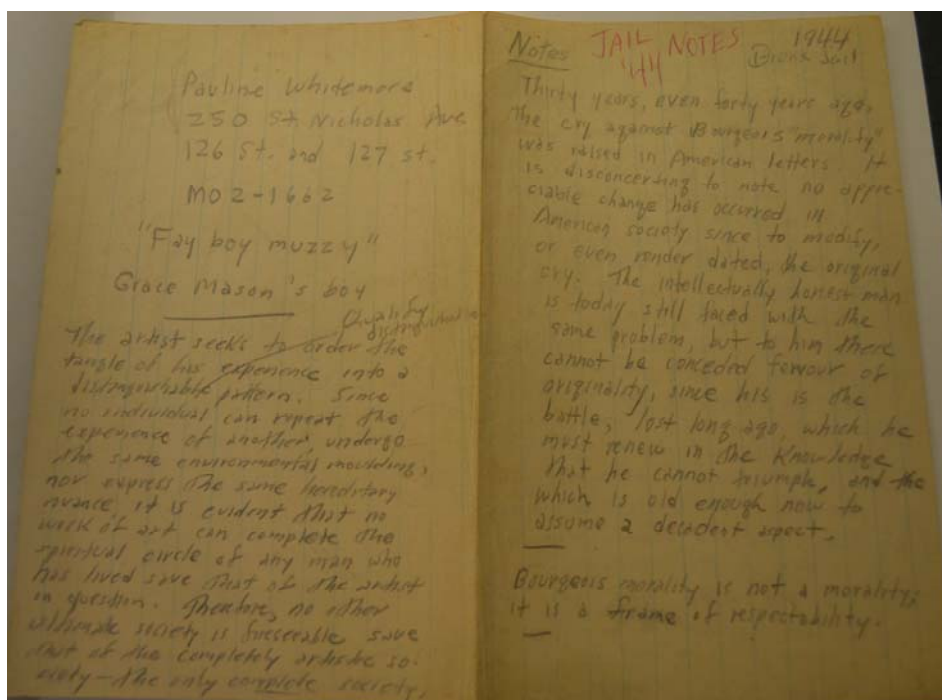 Pauline Whitemore
250 St. Nicholas Ave
126 St. and 127 st.
MO 2-1662
"Fay boy muzzy"
Grace Mason's boy
Qualify
The artist seeks to order the
tangle of his experience into a
distinguishable pattern. Since
no individual can repeat the
experience of another, undergo
the same environmental moulding,
nor express the same hereditary
nuance, it is evident that no
work of art can complete the
spiritual circle of any man who
has lived save that of the artist
in question. Therefore, no other
ultimate society is foreseeable save
that of the completely artistic so-
ciety—the only complete society.
Notes JAIL NOTES 1944
'44 Bronx Jail
Thirty years, even forty years ago,
the cry against Bourgeois "morality"
was raised in American letters. It
is disconcerting to note no appre-
ciable change has occurred in
American society since to modify,
or even render dated, the original
cry. The intellectually honest man
is today still faced with the
same problem, but to him there
cannot be conceded fervour of
originality, since his is the
battle, lost long ago, which he
must renew in the knowledge
that he cannot triumph, and the
which is old enough now to
assume a decadent aspect.
Bourgeois morality is not a morality;
it is a frame of respectability.